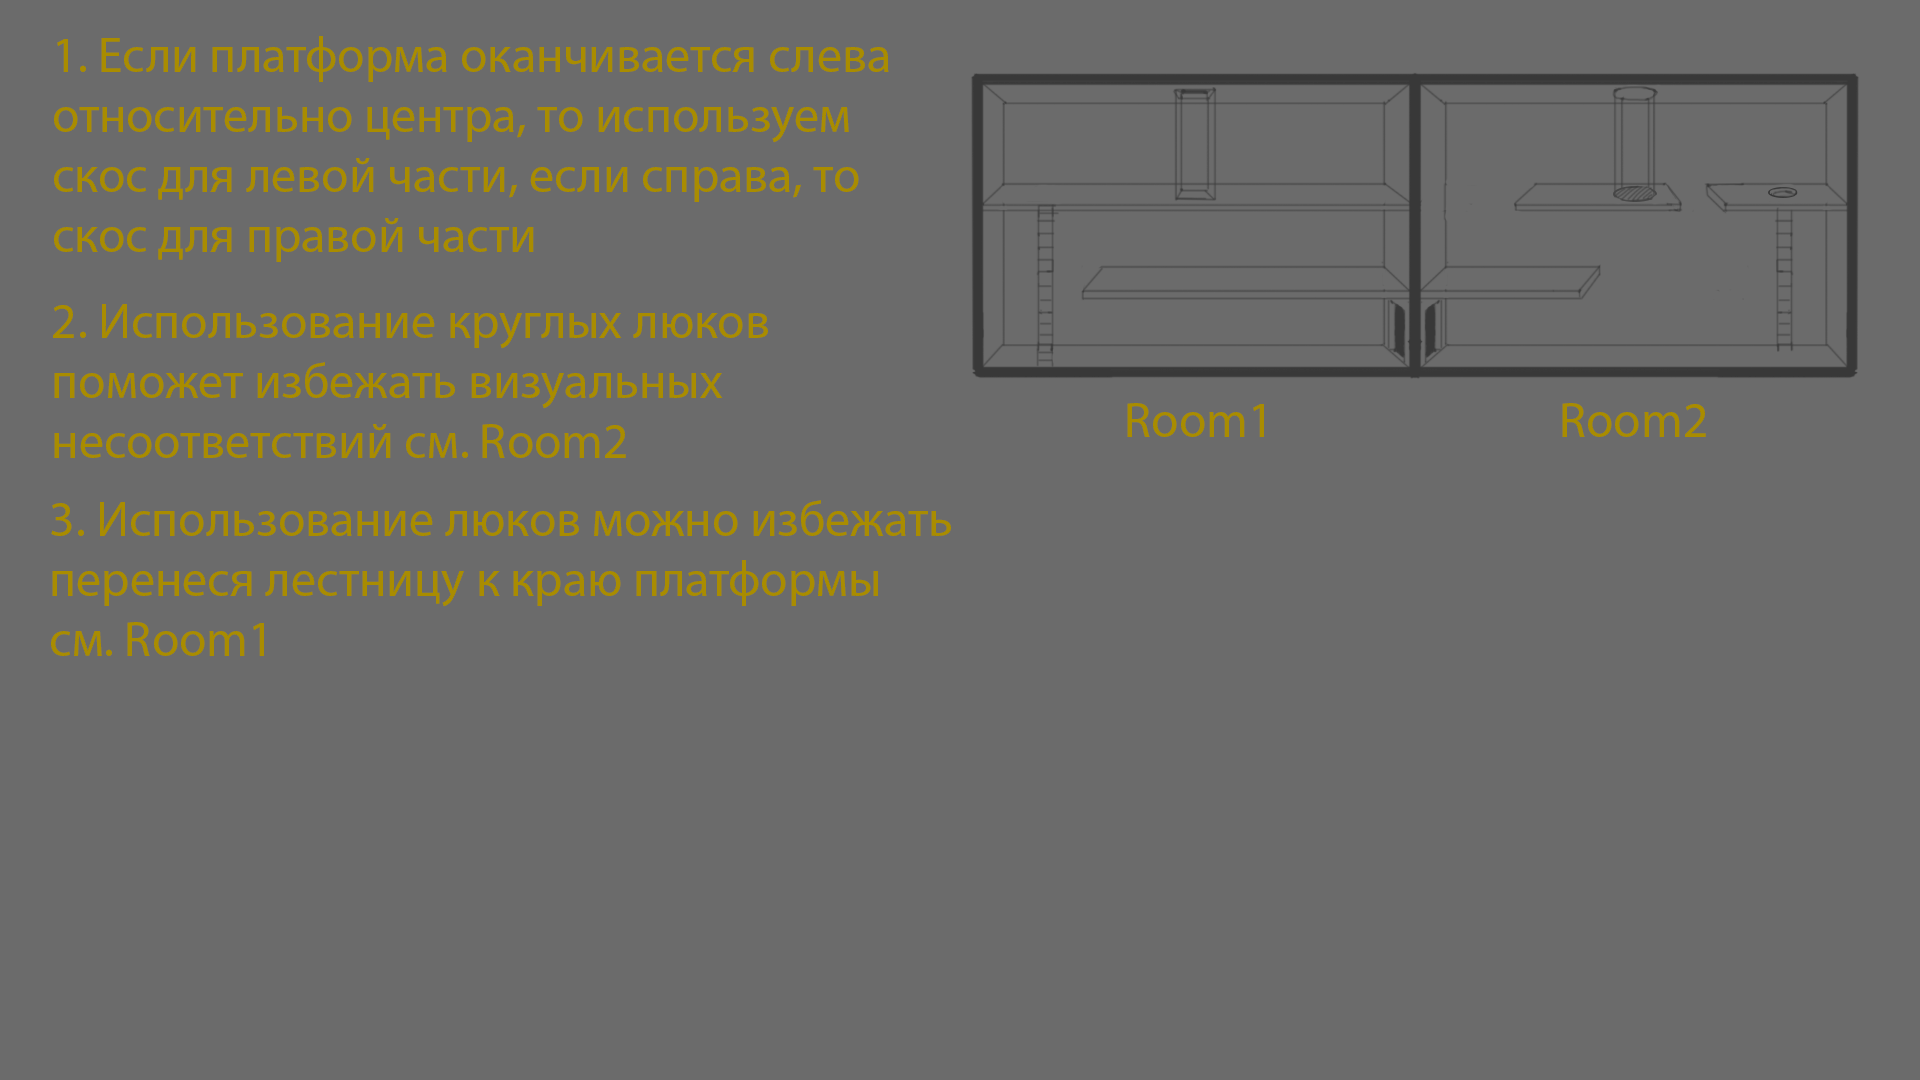 1. Если платформа оканчивается слева
относительно центра, то используем
скос для левой части, если справа, то
скос для правой части
2. Использование круглых люков
поможет избежать визуальных
несоответствий см. Room2
3. Использование люков можно избежать
перенеся лестницу к краю платформы
см. Room1
Room1
Room2